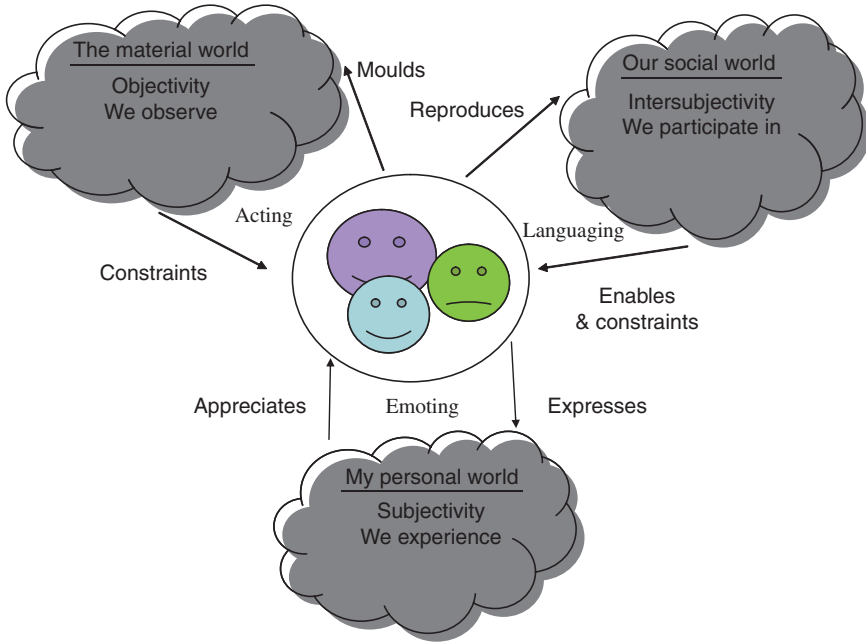 The material world
Objectivity
We observe
Moulds
Reproduces
Our social world
Intersubjectivity
We participate in
Acting
Languaging
Constraints
Enables
& constraints
Appreciates
Emoting
Expresses
My personal world
Subjectivity
We experience